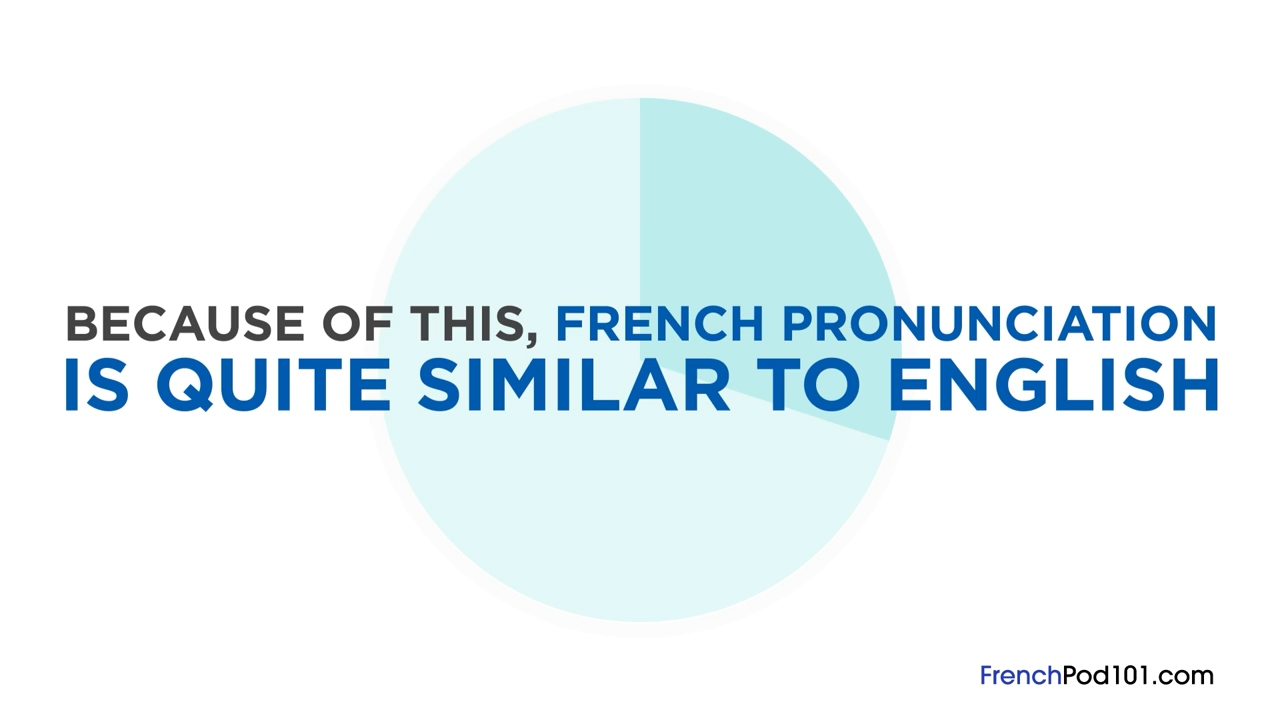 BECAUSE OF THIS, FRENCH PRONUNCIATION
IS QUITE SIMILAR TO ENGLISH
FrenchPod101.com